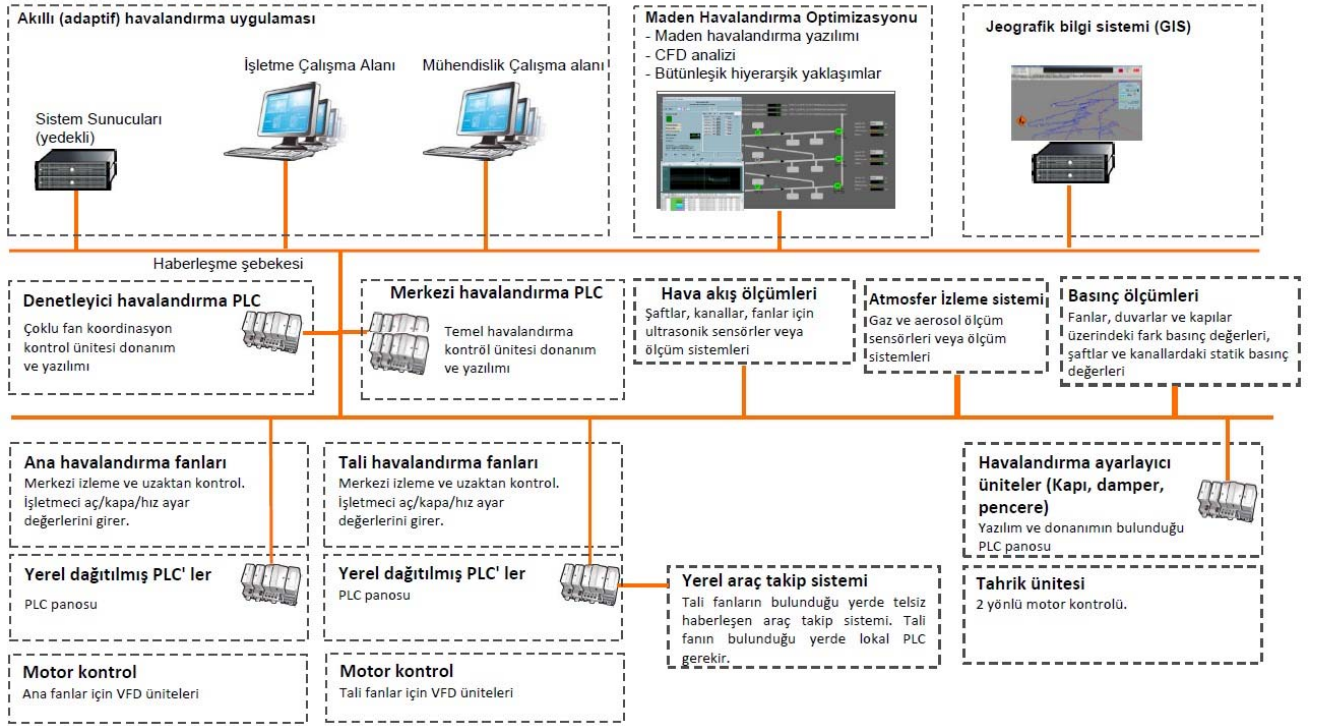 Akıllı (adaptif) havalandırma uygulaması
İşletme Çalışma Alanı
Mühendislik Çalışma alanı
Sistem Sunucuları
(yedekli)
Maden Havalandırma Optimizasyonu
- Maden havalandırma yazılımı
- CFD analizi
- Bütünleşik hiyerarşik yaklaşımlar
Jeografik bilgi sistemi (GIS)
Haberleşme şebekesi
Denetleyici havalandırma PLC
Çoklu fan koordinasyon
kontrol ünitesi donanım
ve yazılımı
Merkezi havalandırma PLC
Temel havalandırma
kontröl ünitesi donanım
ve yazılımı
Hava akış ölçümleri
Şaftlar, kanallar, fanlar için
ultrasonik sensörler veya
ölçüm sistemleri
Atmosfer İzleme sistemi
Gaz ve aerosol ölçüm
sensörleri veya ölçüm
sistemleri
Basınç ölçümleri
Fanlar, duvarlar ve kapılar
üzerindeki fark basınç değerleri,
şaftlar ve kanallardaki statik basınç
değerleri
Ana havalandırma fanları
Merkezi izleme ve uzaktan kontrol.
İşletmeci aç/kapa/hız ayar
değerlerini girer.
Tali havalandırma fanları
Merkezi izleme ve uzaktan kontrol.
İşletmeci aç/kapa/hız ayar
değerlerini girer.
Havalandırma ayarlayıcı
üniteler (Kapı, damper,
pencere)
Yazılım ve donanımın bulunduğu
PLC panosu
Yerel dağıtılmış PLC' ler
PLC panosu
Yerel dağıtılmış PLC' ler
PLC panosu
Yerel araç takip sistemi
Tali fanların bulunduğu yerde telsiz
haberleşen araç takip sistemi. Tali
fanın bulunduğu yerde lokal PLC
gerekir.
Tahrik ünitesi
2 yönlü motor kontrolü.
Motor kontrol
Ana fanlar için VFD üniteleri
Motor kontrol
Tali fanlar için VFD üniteleri